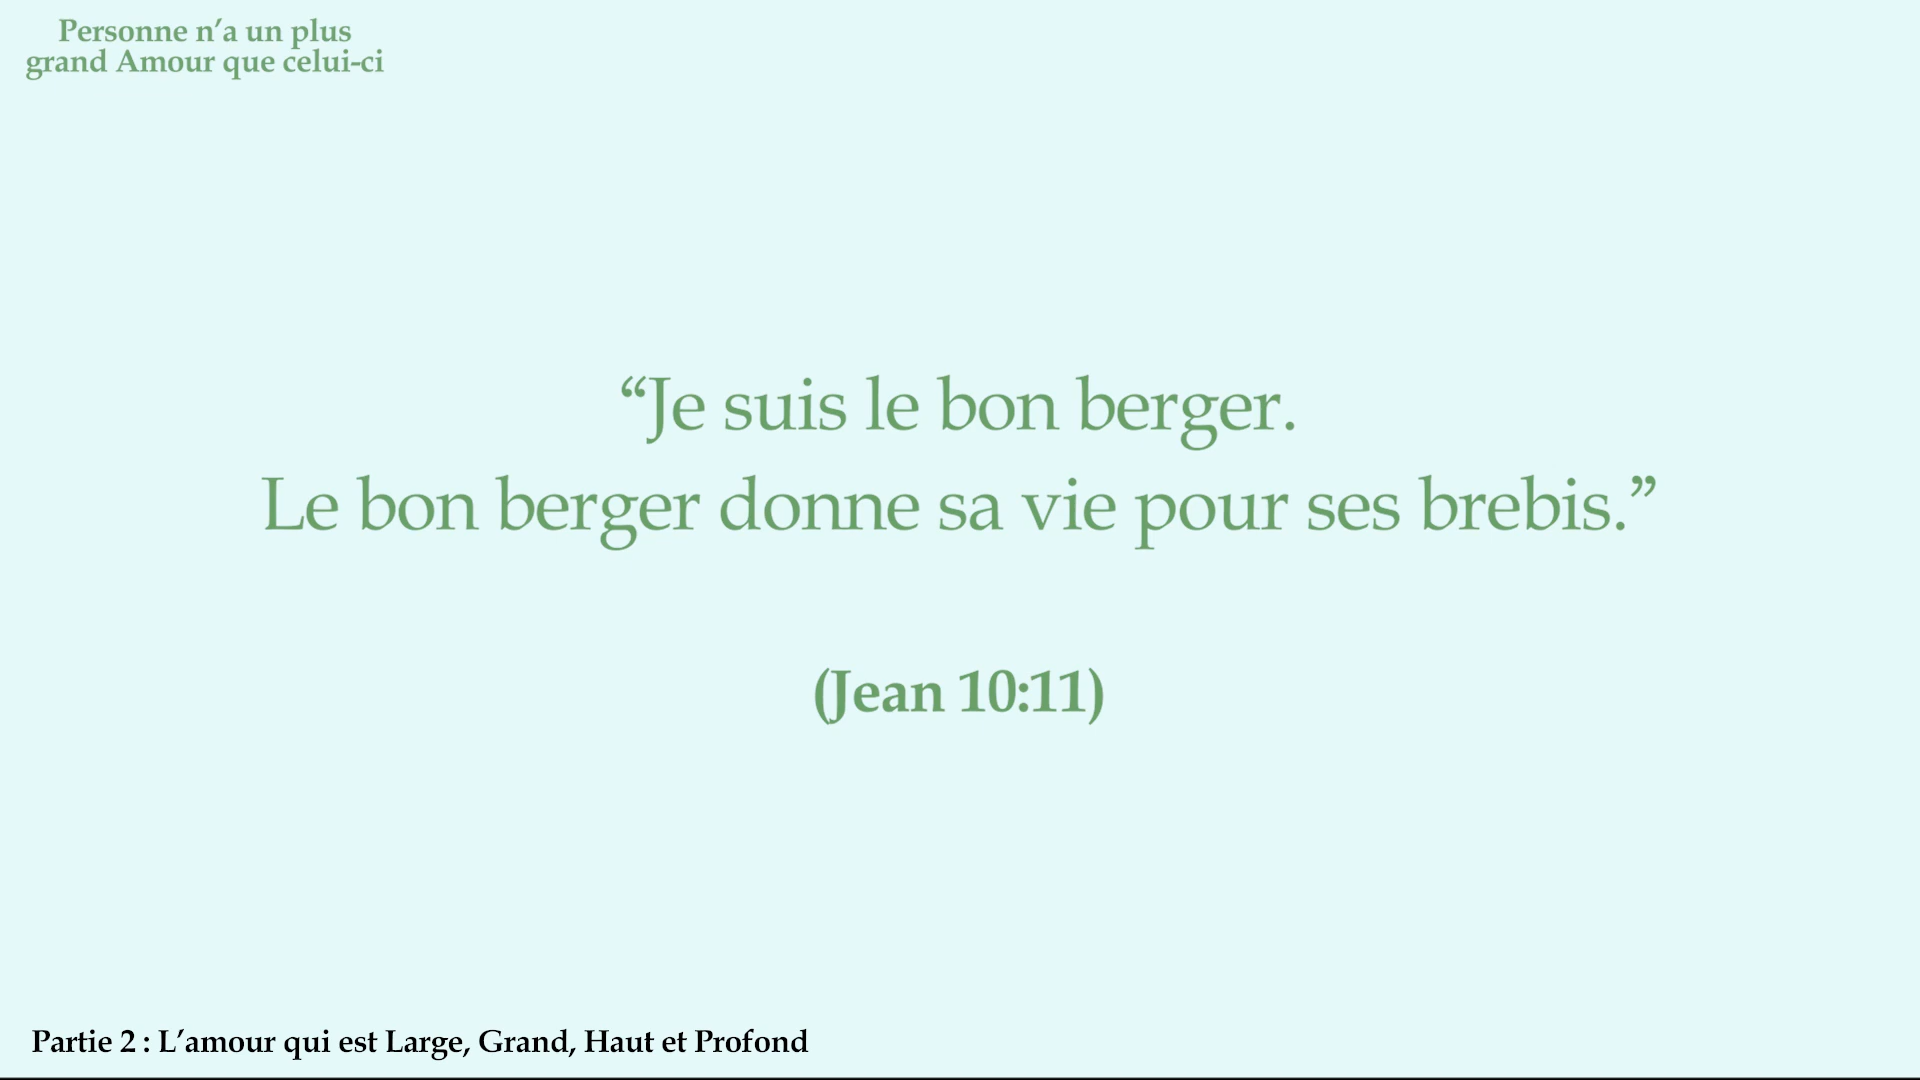 Personne n’a un plus
grand Amour que celui-ci
“Je suis le bon berger.
Le bon berger donne sa vie pour ses brebis.”
(Jean 10:11)
Partie 2 : L’amour qui est Large, Grand, Haut et Profond